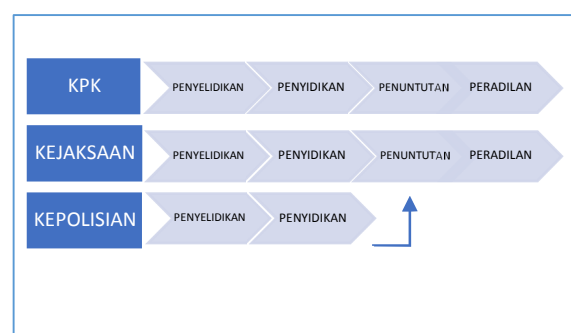 KPK PENYELIDIKAN PENYIDIKAN PENUNTUTAN PERADILAN
KEJAKSAAN PENYELIDIKAN PENYIDIKAN PENUNTUTAN PERADILAN
KEPOLISIAN PENYELIDIKAN PENYIDIKAN